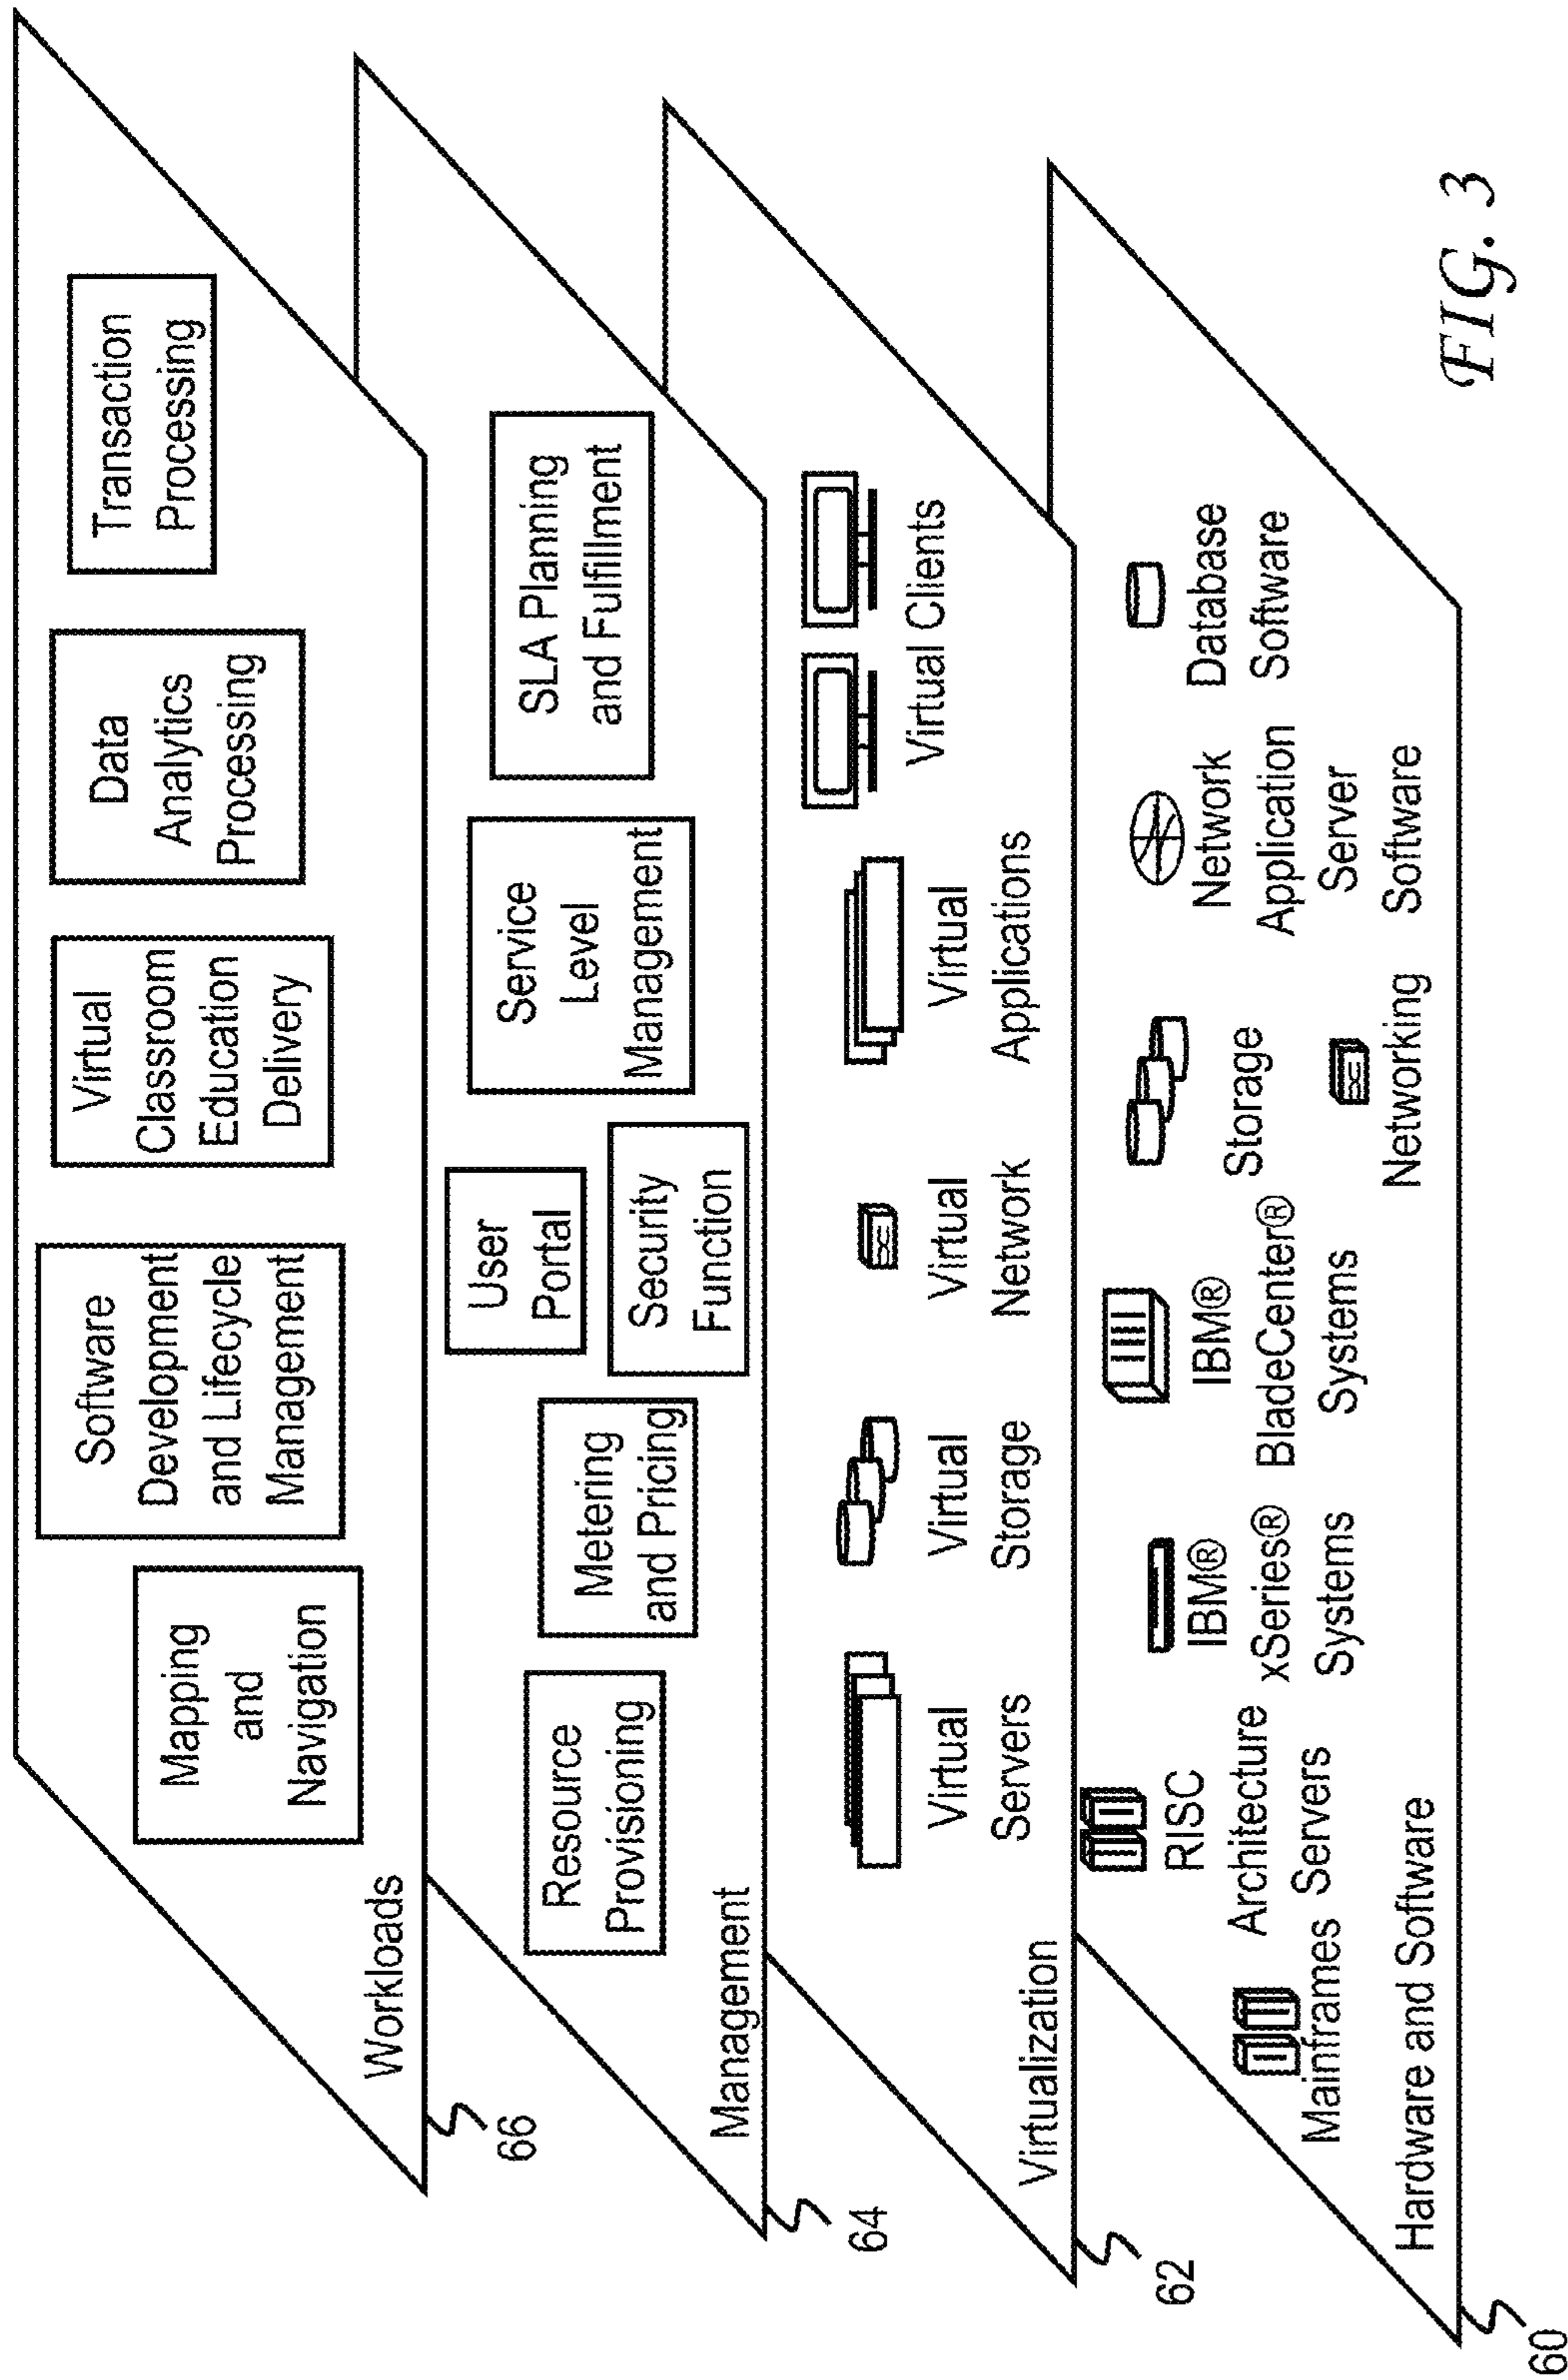 Mapping
and
Navigation
Software
Development
and Lifecycle
Management
Virtual
Classroom
Education
Delivery
Data
Analytics
Processing
Transaction
Processing
Workloads
66
Resource
Provisioning
Metering
and Pricing
User
Portal
Security
Function
Service
Level
Management
SLA Planning
and Fulfillment
Management
64
Virtual
Servers
Virtual
Storage
Virtual
Network
Virtual
Applications
Virtual Clients
Virtualization
62
Mainframes
RISC
Architecture
Servers
IBM®
xSeries®
Systems
IBM®
BladeCenter®
Systems
Storage
Networking
Network
Application
Server
Software
Database
Software
Hardware and Software
60
FIG. 3